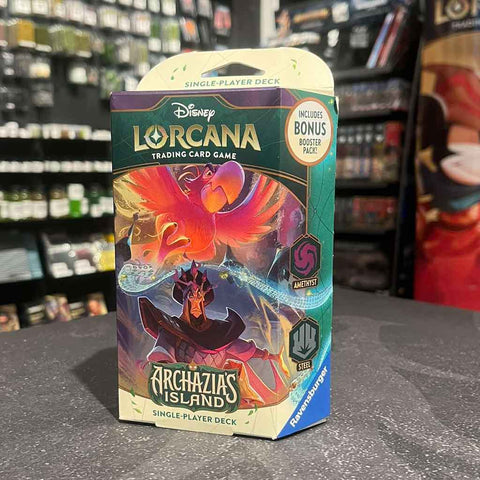 SINGLE-PLAYER DECK
Disney
LORCANA
TRADING CARD GAME
INCLUDES
BONUS
BOOSTER
PACK!
AMETHYST
STEEL
ARCHAZIA'S
ISLAND
SINGLE-PLAYER DECK
Ravensburger
LORCANA